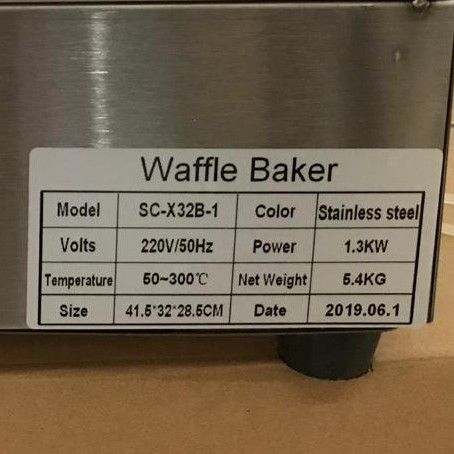 Waffle Baker
Model SC-X32B-1 Color Stainless steel
Volts 220V/50Hz Power 1.3KW
Temperature 50~300℃ Net Weight 5.4KG
Size 41.5*32*28.5CM Date 2019.06.1